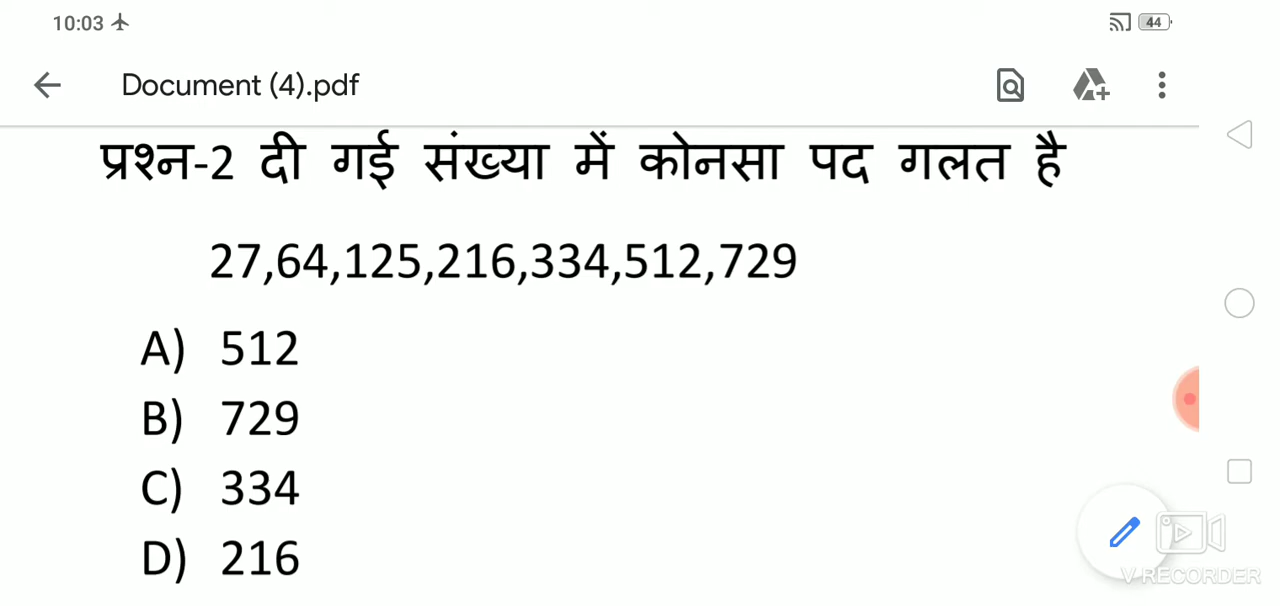 10:03
44
Document (4).pdf
प्रश्न-2 दी गई संख्या में कोनसा पद गलत है
27,64,125,216,334,512,729
A) 512
B) 729
C) 334
D) 216
V RECORDER